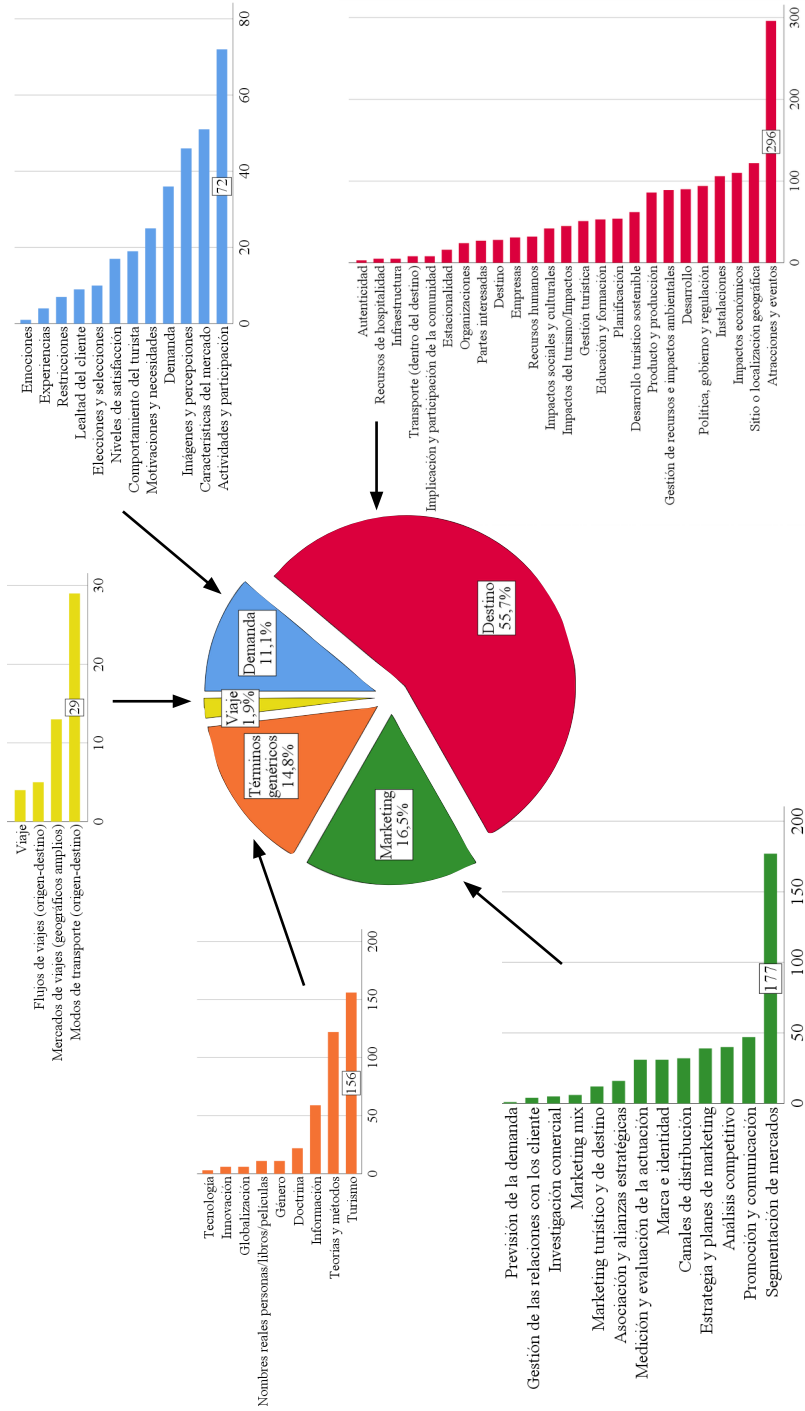 Viaje
Flujos de viajes (origen-destino)
Mercados de viajes (geográficos amplios)
Modos de transporte (origen-destino)
29
0
10
20
30
Emociones
Experiencias
Restricciones
Lealtad del cliente
Elecciones y selecciones
Niveles de satisfacción
Comportamiento del turista
Motivaciones y necesidades
Demanda
Imágenes y percepciones
Características del mercado
Actividades y participación
72
0
20
40
60
80
Tecnología
Innovación
Globalización
Nombres reales personas/libros/películas
Género
Doctrina
Información
Teorías y métodos
Turismo
156
0
50
100
150
200
Demanda
11,1%
Viaje
1,9%
Términos
genéricos
14,8%
Marketing
16,5%
Destino
55,7%
Autenticidad
Recursos de hospitalidad
Infraestructura
Transporte (dentro del destino)
Implicación y participación de la comunidad
Estacionalidad
Organizaciones
Partes interesadas
Destino
Empresas
Recursos humanos
Impactos sociales y culturales
Impactos del turismo/Impactos
Gestión turística
Educación y formación
Planificación
Desarrollo turístico sostenible
Producto y producción
Gestión de recursos e impactos ambientales
Desarrollo
Política, gobierno y regulación
Instalaciones
Impactos económicos
Sitio o localización geográfica
Atracciones y eventos
296
0
100
200
300
Previsión de la demanda
Gestión de las relaciones con los cliente
Investigación comercial
Marketing mix
Marketing turístico y de destino
Asociación y alianzas estratégicas
Medición y evaluación de la actuación
Marca e identidad
Canales de distribución
Estrategia y planes de marketing
Análisis competitivo
Promoción y comunicación
Segmentación de mercados
177
0
50
100
150
200